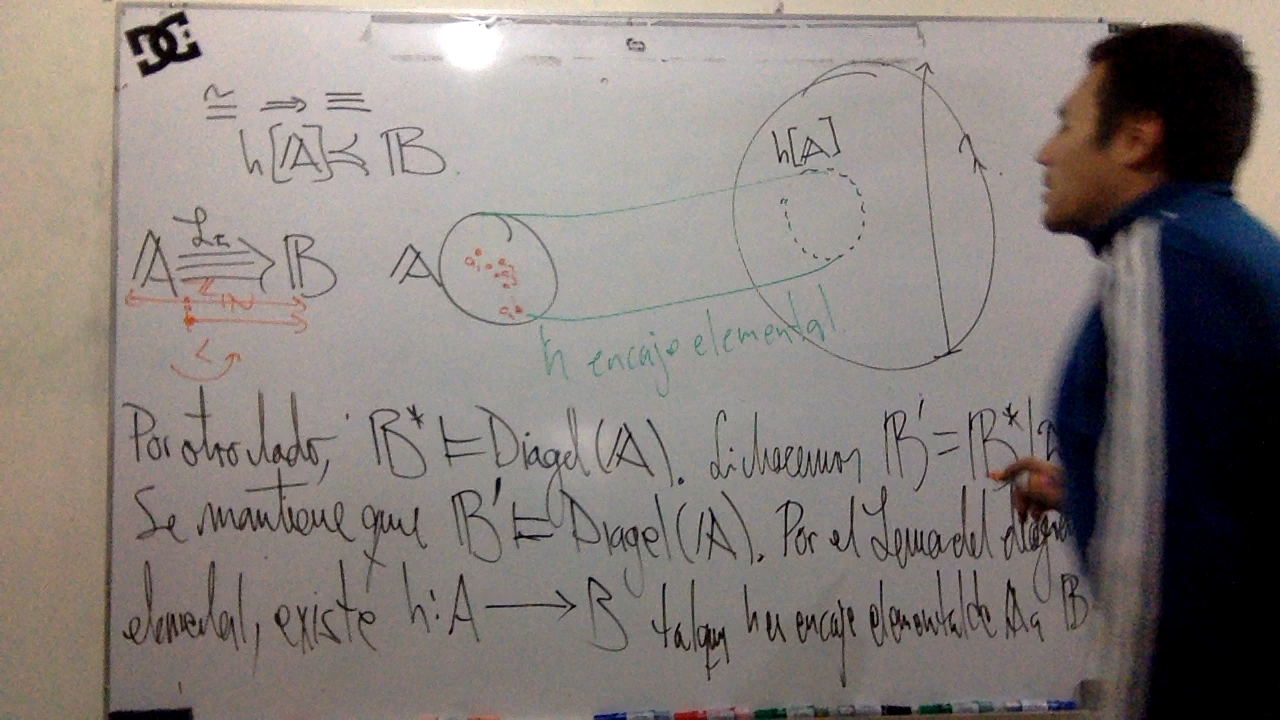 DC
≅ ⇒ ≡
h[𝔸] ≼ 𝔹.
h[𝔸]
𝔸 𝔹
𝔸
h encaje elemental
Por otro lado, 𝔹* ⊨ Diagel(𝔸). Si hacemos 𝔹' = 𝔹*|
Se mantiene que 𝔹' ⊨ Diagel(𝔸). Por el Lema del
elemental, existe h: A ⟶ B tal que h es encaje elemental de 𝔸 a 𝔹